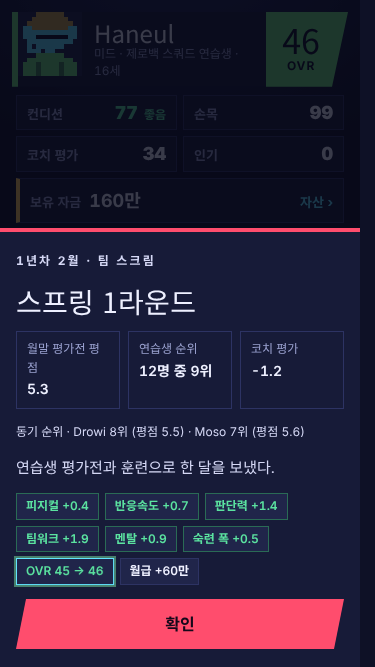 Haneul
미드 · 제로백 스쿼드 연습생 ·
16세
46
OVR
컨디션 77 좋음
손목 99
코치 평가 34
인기 0
보유 자금 160만 자산 ›
1년차 2월 · 팀 스크림
스프링 1라운드
월말 평가전 평
점
5.3
연습생 순위
12명 중 9위
코치 평가
-1.2
동기 순위 · Drowi 8위 (평점 5.5) · Moso 7위 (평점 5.6)
연습생 평가전과 훈련으로 한 달을 보냈다.
피지컬 +0.4 반응속도 +0.7 판단력 +1.4
팀워크 +1.9 멘탈 +0.9 숙련 폭 +0.5
OVR 45 → 46 월급 +60만
확인